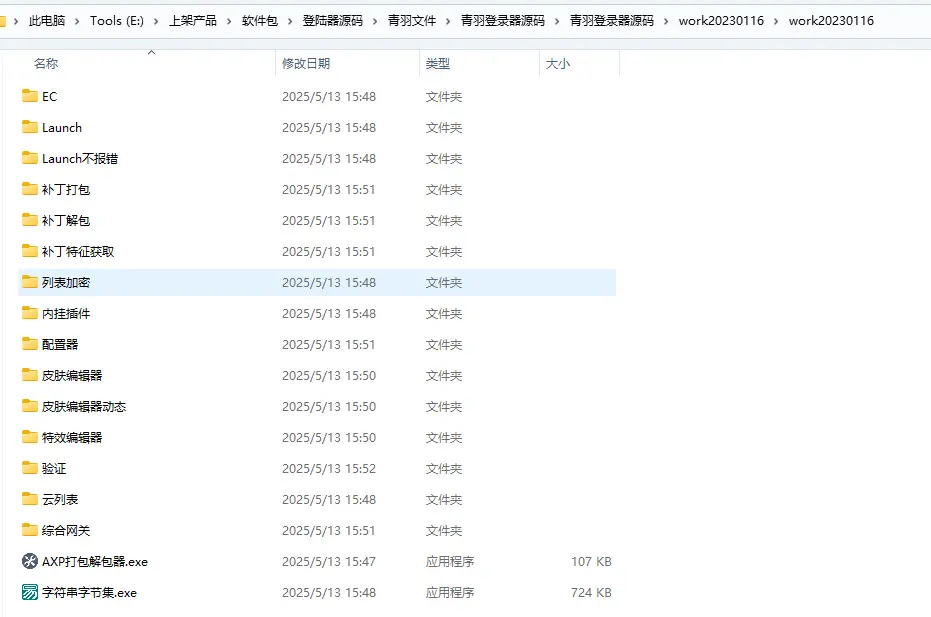 此电脑 › Tools (E:) › 上架产品 › 软件包 › 登陆器源码 › 青羽文件 › 青羽登录器源码 › 青羽登录器源码 › work20230116 › work20230116
名称 修改日期 类型 大小
EC 2025/5/13 15:48 文件夹
Launch 2025/5/13 15:48 文件夹
Launch不报错 2025/5/13 15:48 文件夹
补丁打包 2025/5/13 15:51 文件夹
补丁解包 2025/5/13 15:51 文件夹
补丁特征获取 2025/5/13 15:51 文件夹
列表加密 2025/5/13 15:48 文件夹
内挂插件 2025/5/13 15:48 文件夹
配置器 2025/5/13 15:51 文件夹
皮肤编辑器 2025/5/13 15:50 文件夹
皮肤编辑器动态 2025/5/13 15:50 文件夹
特效编辑器 2025/5/13 15:50 文件夹
验证 2025/5/13 15:52 文件夹
云列表 2025/5/13 15:48 文件夹
综合网关 2025/5/13 15:51 文件夹
AXP打包解包器.exe 2025/5/13 15:47 应用程序 107 KB
字符串字节集.exe 2025/5/13 15:48 应用程序 724 KB